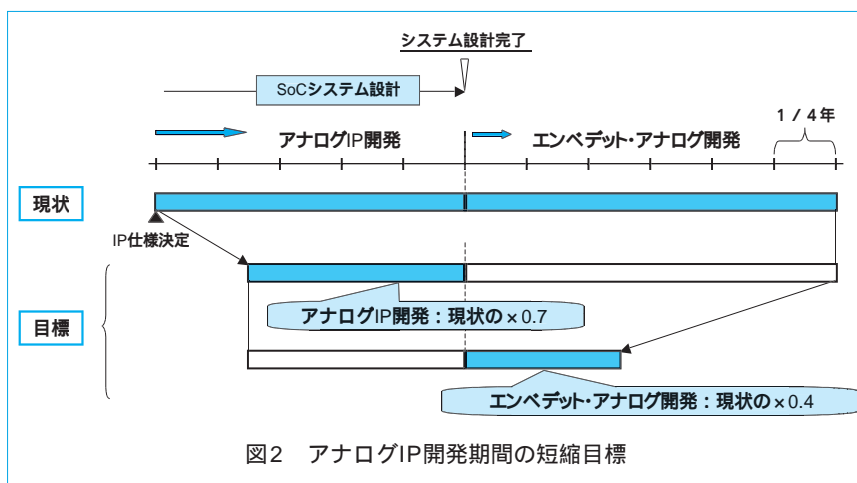 システム設計完了
SoCシステム設計
1/4年
アナログIP開発
エンベデット・アナログ開発
現状
IP仕様決定
アナログIP開発：現状の×0.7
目標
エンベデット・アナログ開発：現状の×0.4
図2 アナログIP開発期間の短縮目標